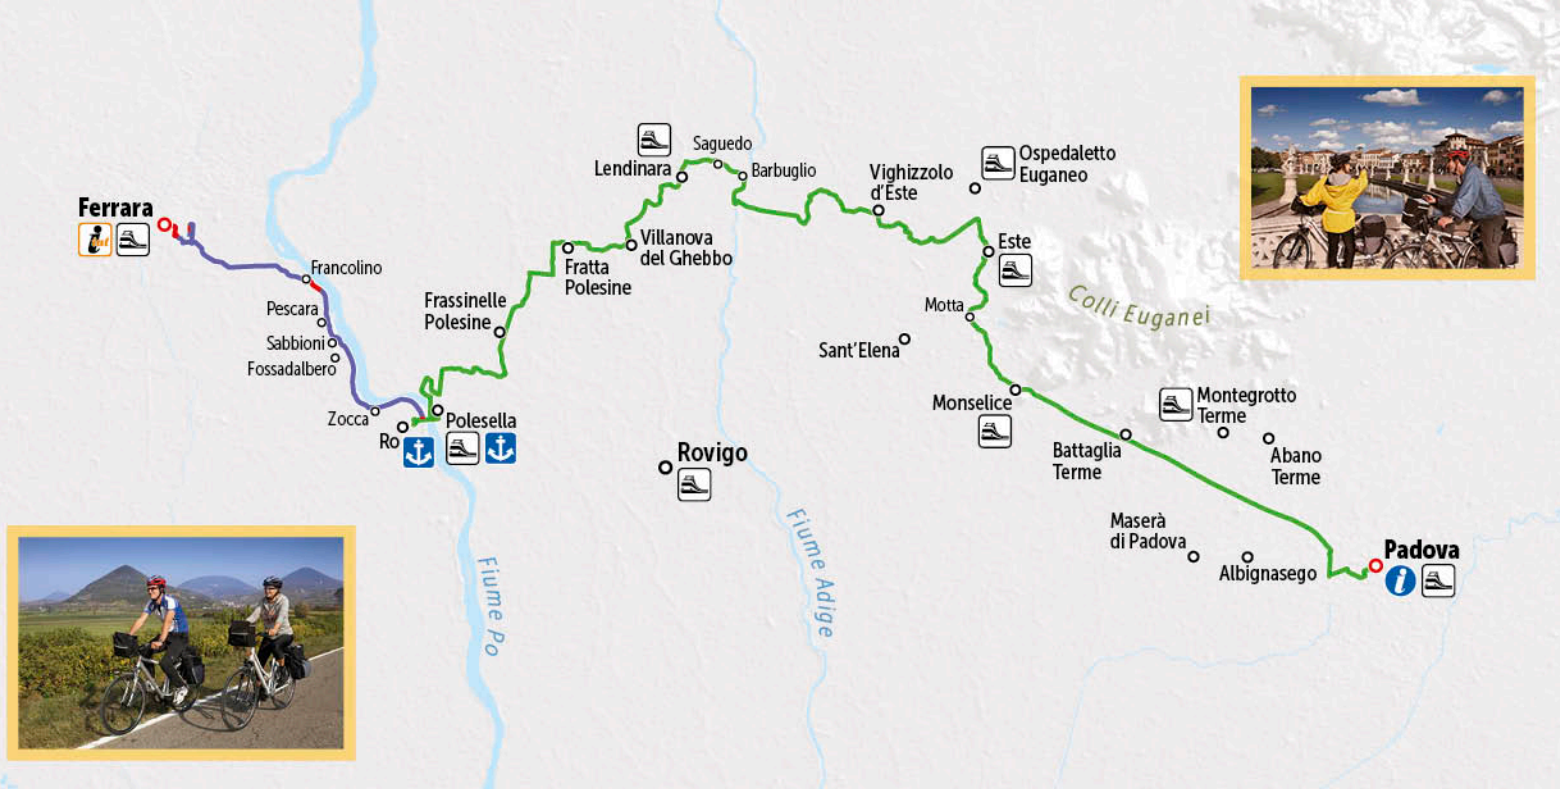 Saguedo
Lendinara
Barbuglio
Vighizzolo
d'Este
Ospedaletto
Euganeo
Ferrara
Francolino
Villanova
del Ghebbo
Este
Fratta
Polesine
Pescara
Frassinelle
Polesine
Motta
Colli Euganei
Sabbioni
Sant'Elena
Fossadalbero
Zocca
Ro
Polesella
Monselice
Montegrotto
Terme
Rovigo
Battaglia
Terme
Abano
Terme
Fiume Po
Fiume Adige
Maserà
di Padova
Albignasego
Padova
i